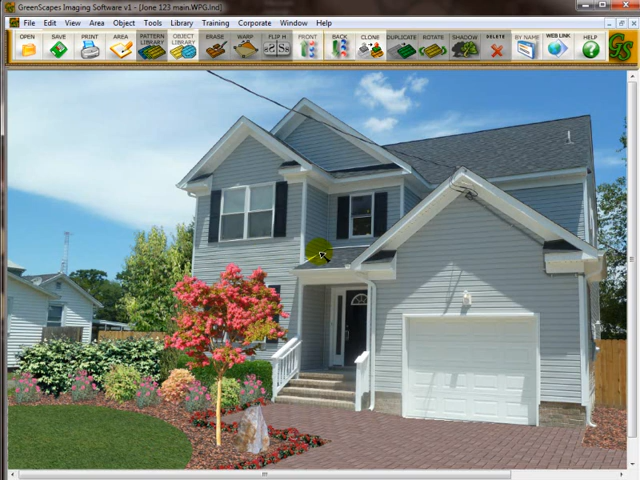 GreenScapes Imaging Software v1 - [Jone 123 main.WPG.lnd]
File Edit View Area Object Tools Library Training Corporate Window Help
OPEN SAVE PRINT AREA PATTERN LIBRARY OBJECT LIBRARY ERASE WARP FLIP H FRONT BACK CLONE DUPLICATE ROTATE SHADOW DELETE BY NAME WEB LINK HELP GS